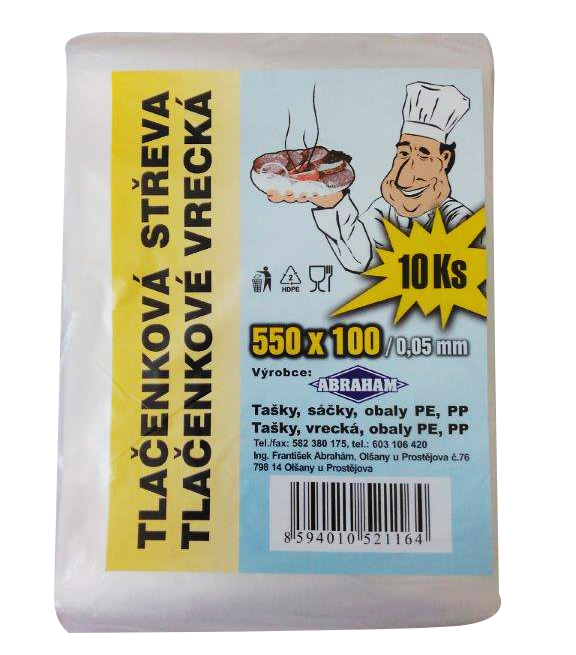 TLAČENKOVÁ STŘEVA
TLAČENKOVÉ VRECKÁ
10 Ks
2
HDPE
550 x 100 / 0,05 mm
Výrobce: ABRAHAM
Tašky, sáčky, obaly PE, PP
Tašky, vrecká, obaly PE, PP
Tel./fax: 582 380 175, tel.: 603 106 420
Ing. František Abrahám, Olšany u Prostějova č.76
798 14 Olšany u Prostějova
8 594010 521164